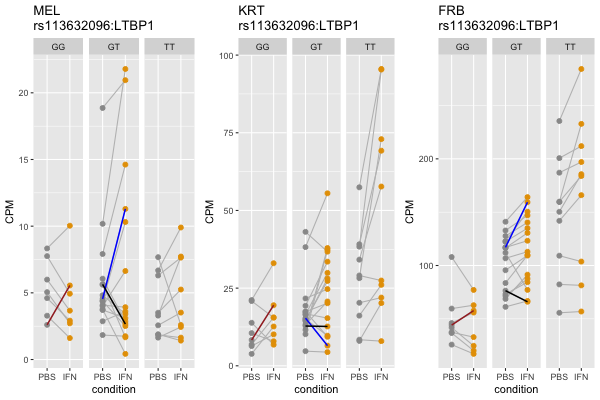 MEL
rs113632096:LTBP1
GG GT TT
CPM
20
15
10
5
0
PBS IFN PBS IFN PBS IFN
condition
KRT
rs113632096:LTBP1
GG GT TT
CPM
100
75
50
25
0
PBS IFN PBS IFN PBS IFN
condition
FRB
rs113632096:LTBP1
GG GT TT
CPM
200
100
PBS IFN PBS IFN PBS IFN
condition